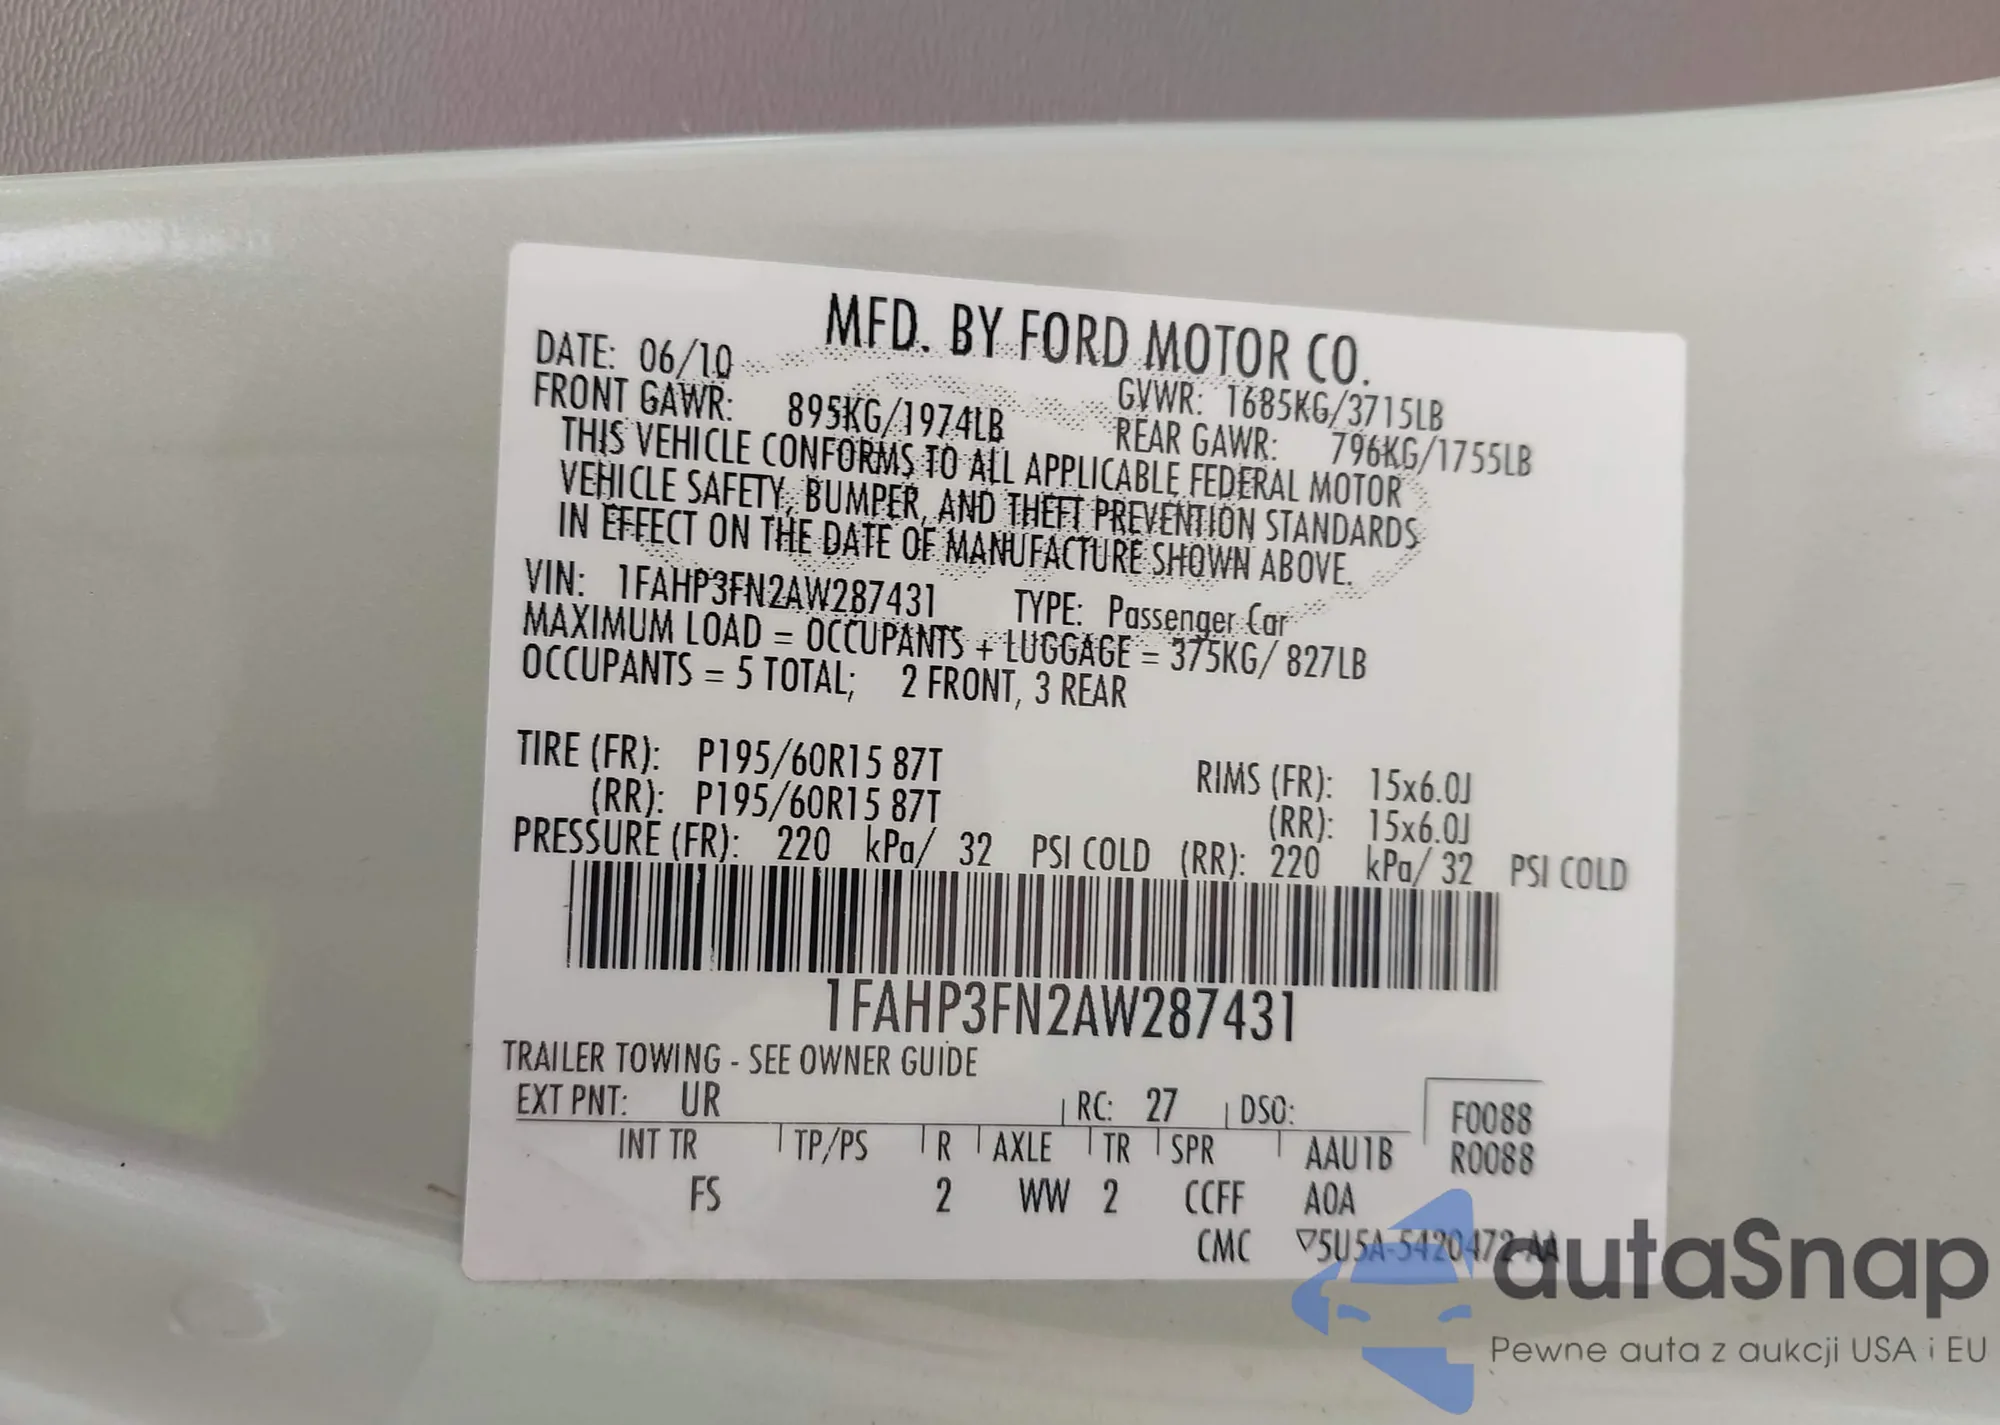 MFD. BY FORD MOTOR CO.
DATE: 06/10
GVWR: 1685KG/3715LB
FRONT GAWR: 895KG/1974LB
REAR GAWR: 796KG/1755LB
THIS VEHICLE CONFORMS TO ALL APPLICABLE FEDERAL MOTOR
VEHICLE SAFETY, BUMPER, AND THEFT PREVENTION STANDARDS
IN EFFECT ON THE DATE OF MANUFACTURE SHOWN ABOVE.
VIN: 1FAHP3FN2AW287431 TYPE: Passenger Car
MAXIMUM LOAD = OCCUPANTS + LUGGAGE = 375KG/ 827LB
OCCUPANTS = 5 TOTAL; 2 FRONT, 3 REAR
TIRE (FR): P195/60R15 87T RIMS (FR): 15x6.0J
(RR): P195/60R15 87T (RR): 15x6.0J
PRESSURE (FR): 220 kPa/ 32 PSI COLD (RR): 220 kPa/ 32 PSI COLD
1FAHP3FN2AW287431
TRAILER TOWING - SEE OWNER GUIDE
EXT PNT: UR RC: 27 DSO: F0088
INT TR TP/PS R AXLE TR SPR AAU1B R0088
FS 2 WW 2 CCFF A0A
CMC ▽5U5A-5420472-AA
autaSnap
Pewne auta z aukcji USA i EU